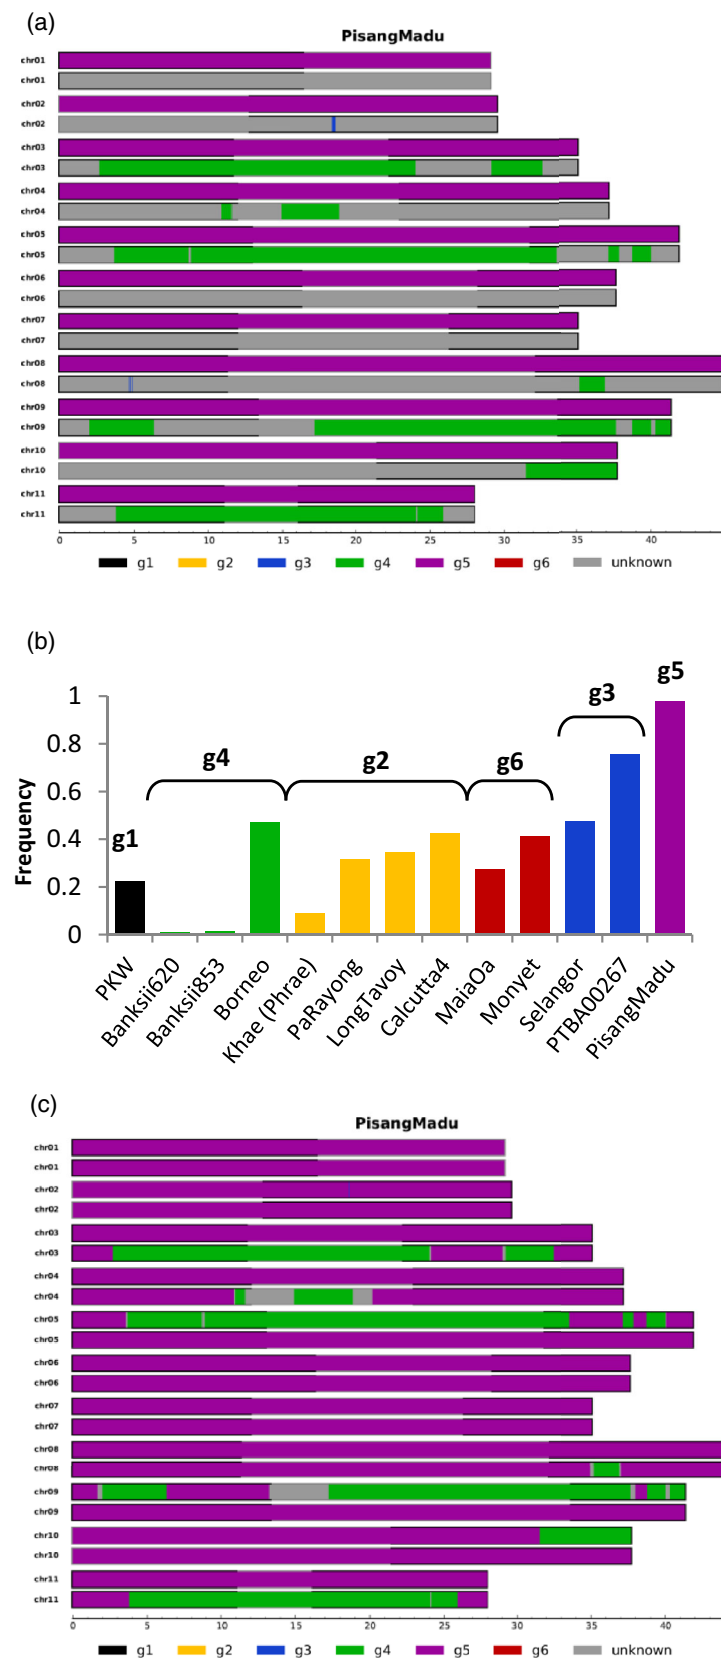 (a)
PisangMadu
chr01
chr01
chr02
chr02
chr03
chr03
chr04
chr04
chr05
chr05
chr06
chr06
chr07
chr07
chr08
chr08
chr09
chr09
chr10
chr10
chr11
chr11
0 5 10 15 20 25 30 35 40
g1 g2 g3 g4 g5 g6 unknown
(b)
Frequency
1
0.8
0.6
0.4
0.2
0
g1
g4
g2
g6
g3
g5
PKW
Banksii620
Banksii853
Borneo
Khae (Phrae)
PaRayong
LongTavoy
Calcutta4
MaiaOa
Monyet
Selangor
PTBA00267
PisangMadu
(c)
PisangMadu
chr01
chr01
chr02
chr02
chr03
chr03
chr04
chr04
chr05
chr05
chr06
chr06
chr07
chr07
chr08
chr08
chr09
chr09
chr10
chr10
chr11
chr11
0 5 10 15 20 25 30 35 40
g1 g2 g3 g4 g5 g6 unknown